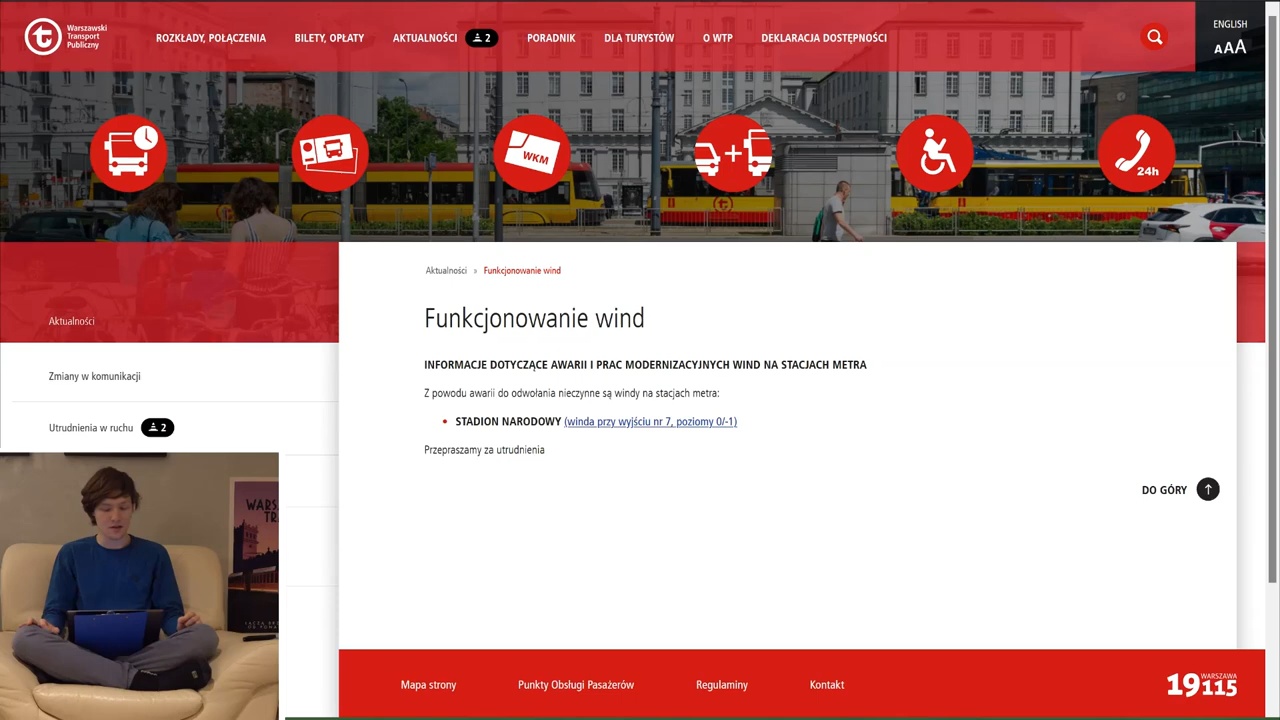 Warszawski
Transport
Publiczny
ROZKŁADY, POŁĄCZENIA
BILETY, OPŁATY
AKTUALNOŚCI 2
PORADNIK
DLA TURYSTÓW
O WTP
DEKLARACJA DOSTĘPNOŚCI
ENGLISH
AAA
WKM
24h
Aktualności
Zmiany w komunikacji
Utrudnienia w ruchu 2
Aktualności » Funkcjonowanie wind
Funkcjonowanie wind
INFORMACJE DOTYCZĄCE AWARII I PRAC MODERNIZACYJNYCH WIND NA STACJACH METRA
Z powodu awarii do odwołania nieczynne są windy na stacjach metra:
• STADION NARODOWY (winda przy wyjściu nr 7, poziomy 0/-1)
Przepraszamy za utrudnienia
DO GÓRY
Mapa strony
Punkty Obsługi Pasażerów
Regulaminy
Kontakt
WARSZAWA
19115